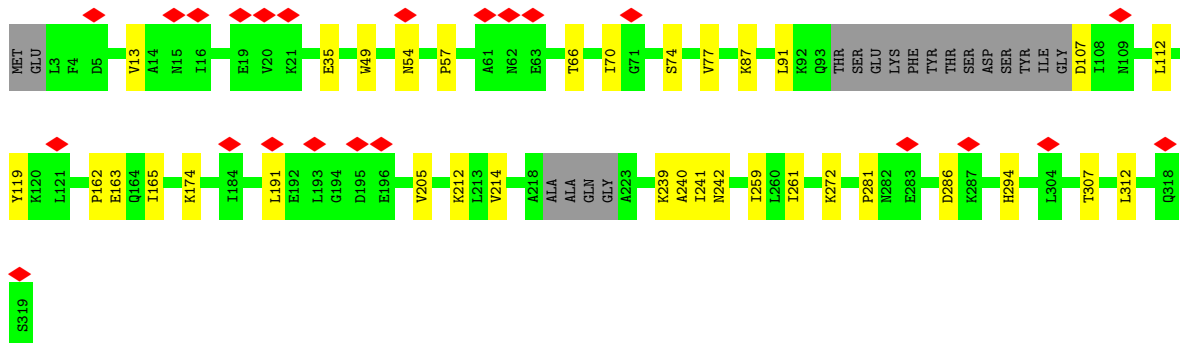 MET GLU L3 F4 D5 V13 A14 N15 I16 E19 V20 K21 E35 W49 N54 P57 A61 N62 E63 T66 I70 G71 S74 V77 K87 L91 K92 Q93 THR SER GLU LYS PHE TYR THR SER ASP SER TYR ILE GLY D107 I108 N109 L112
Y119 K120 L121 P162 E163 Q164 I165 K174 I184 L191 E192 L193 G194 D195 E196 V205 K212 L213 V214 A218 ALA ALA GLN GLY A223 K239 A240 I241 N242 I259 L260 I261 K272 P281 N282 E283 D286 K287 H294 L304 T307 L312 Q318
S319